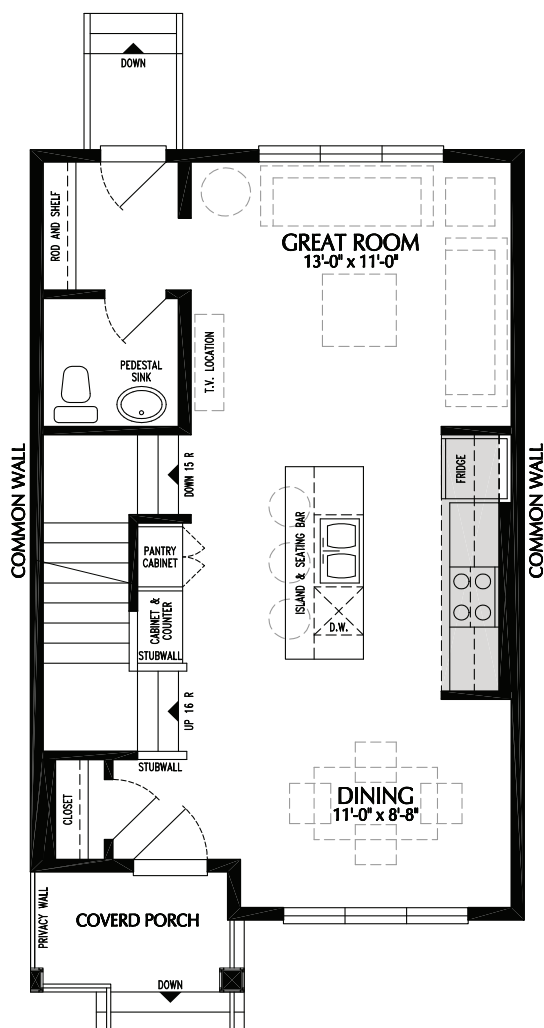 DOWN
ROD AND SHELF
GREAT ROOM
13'-0" x 11'-0"
T.V. LOCATION
PEDESTAL
SINK
COMMON WALL
COMMON WALL
DOWN 15 R
FRIDGE
PANTRY
CABINET
ISLAND & SEATING BAR
CABINET &
COUNTER
D.W.
STUBWALL
UP 16 R
STUBWALL
CLOSET
DINING
11'-0" x 8'-8"
PRIVACY WALL
COVERD PORCH
DOWN